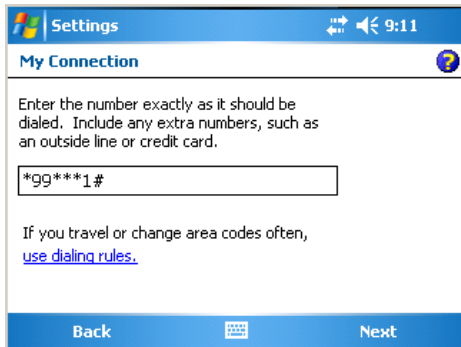 Settings 9:11
My Connection
Enter the number exactly as it should be
dialed. Include any extra numbers, such as
an outside line or credit card.
*99***1#
If you travel or change area codes often,
use dialing rules.
Back Next